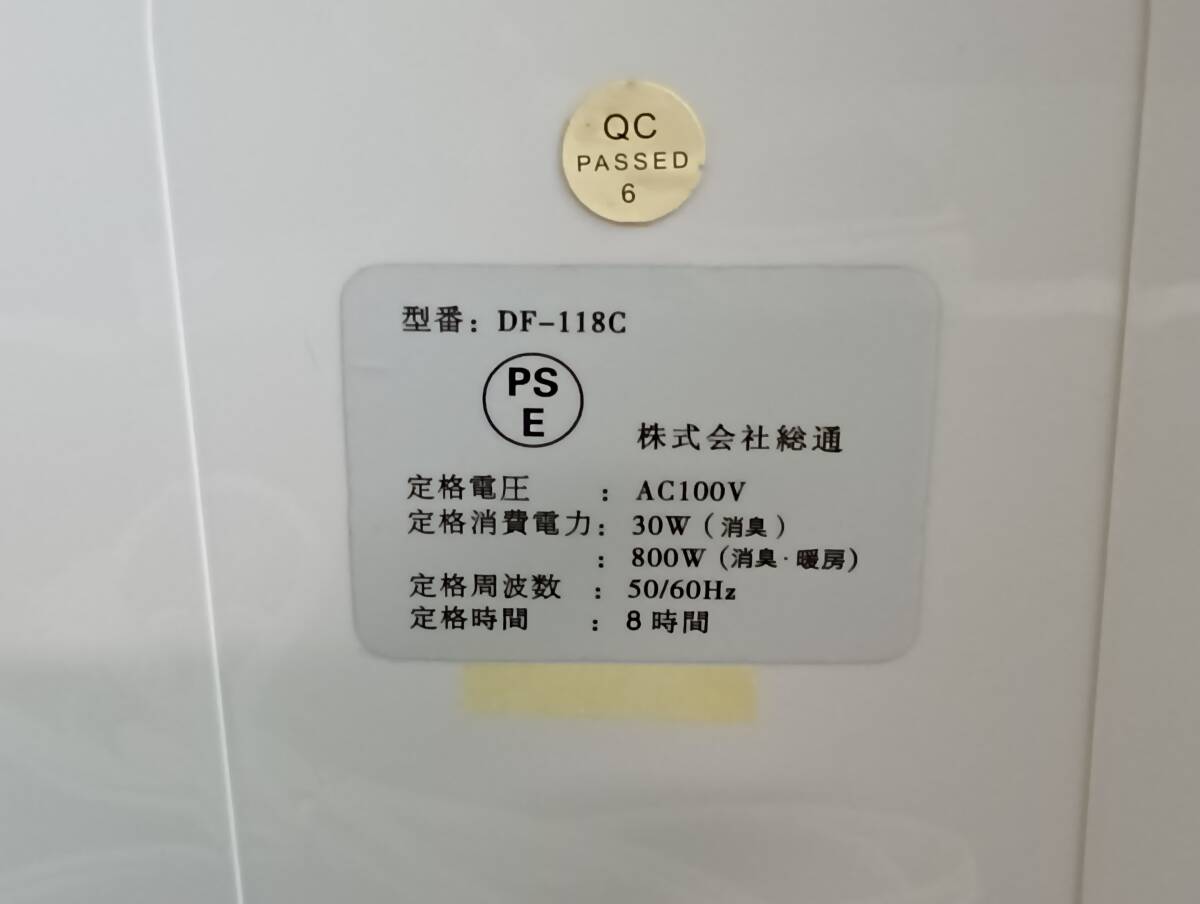 QC
PASSED
6
型番: DF-118C
PS
E
株式会社総通
定格電圧 : AC100V
定格消費電力: 30W (消臭)
: 800W (消臭・暖房)
定格周波数 : 50/60Hz
定格時間 : 8時間